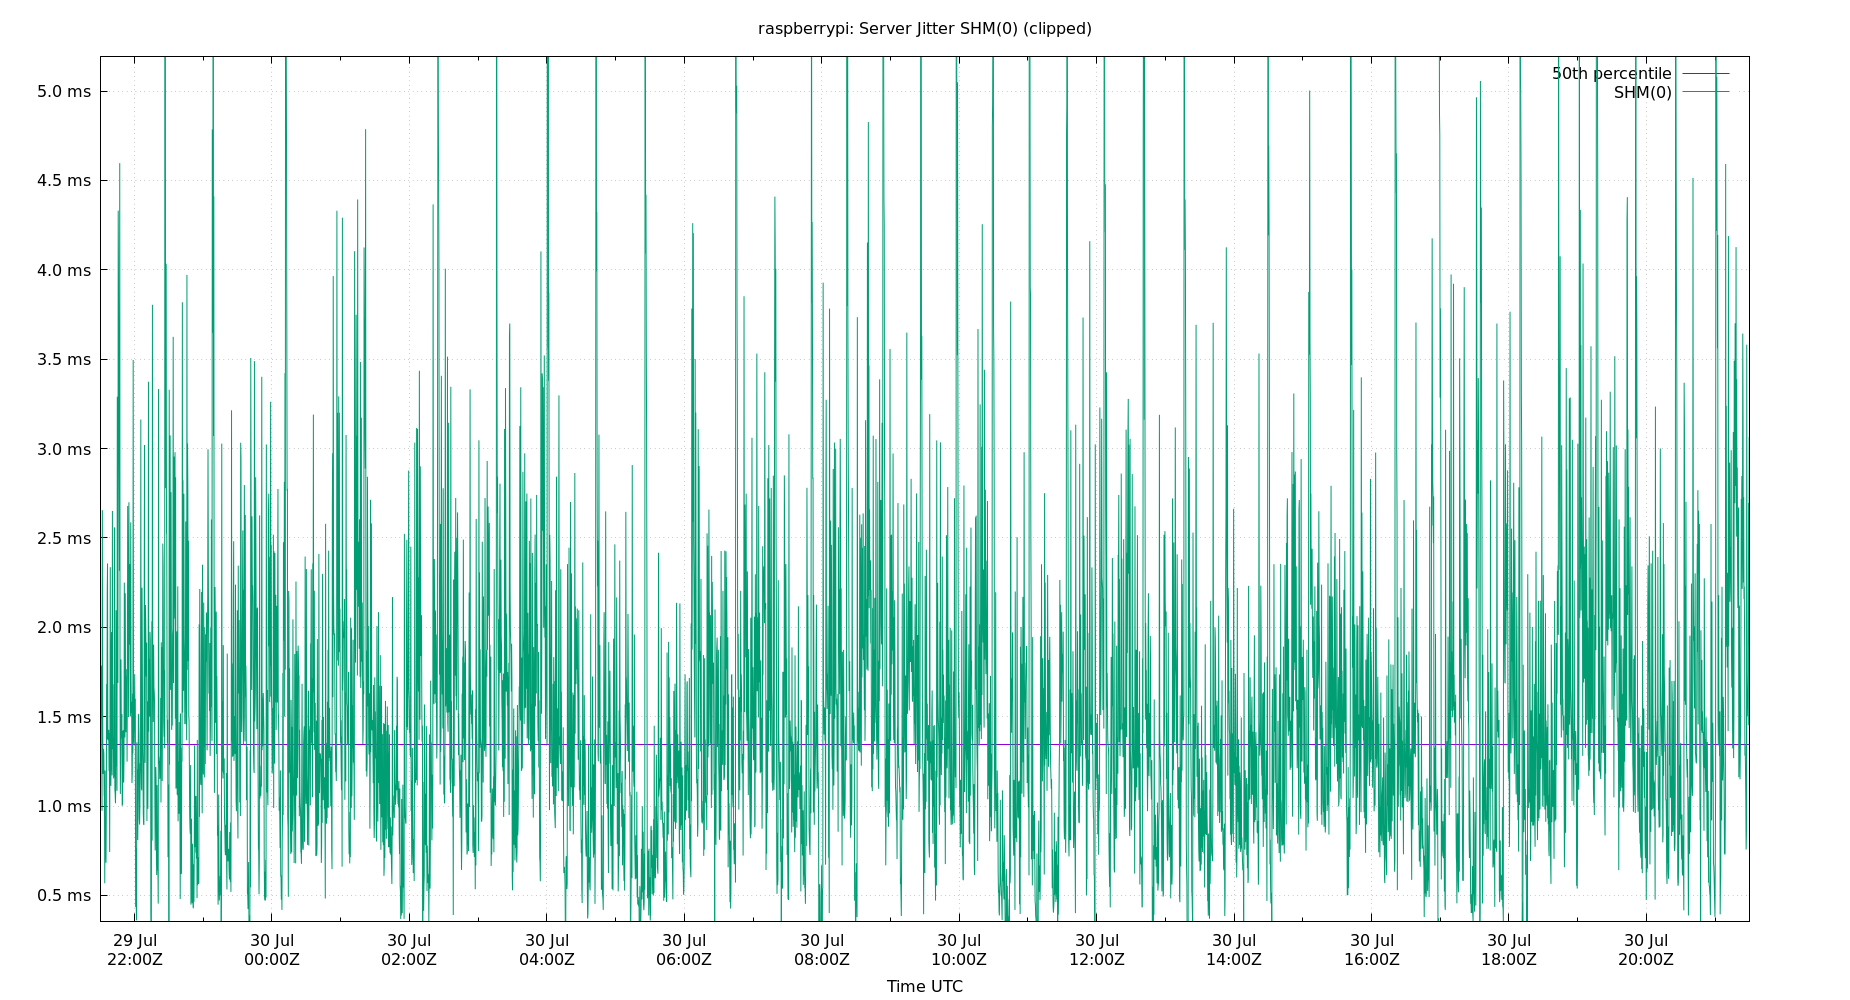 raspberrypi: Server Jitter SHM(0) (clipped)
50th percentile
SHM(0)
5.0 ms
4.5 ms
4.0 ms
3.5 ms
3.0 ms
2.5 ms
2.0 ms
1.5 ms
1.0 ms
0.5 ms
29 Jul 30 Jul 30 Jul 30 Jul 30 Jul 30 Jul 30 Jul 30 Jul 30 Jul 30 Jul 30 Jul 30 Jul
22:00Z 00:00Z 02:00Z 04:00Z 06:00Z 08:00Z 10:00Z 12:00Z 14:00Z 16:00Z 18:00Z 20:00Z
Time UTC